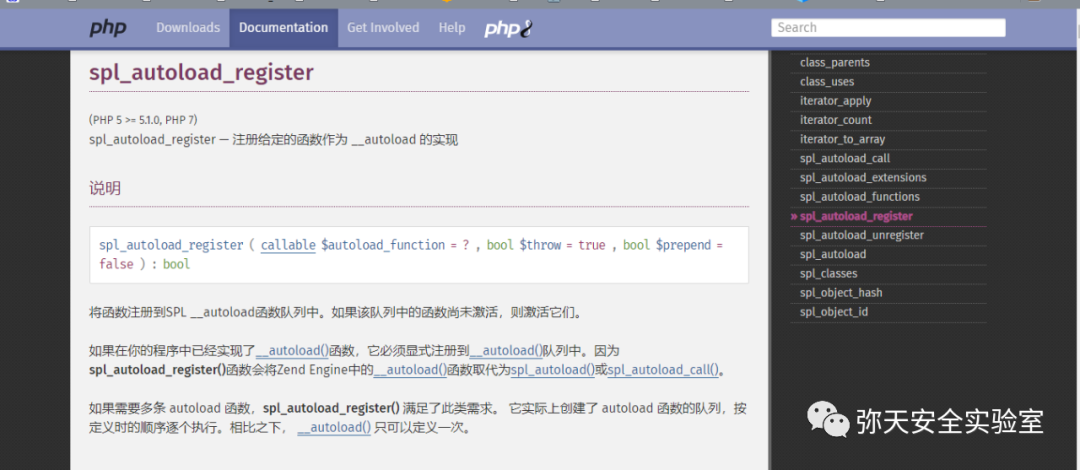 php Downloads Documentation Get Involved Help php8 Search
spl_autoload_register
(PHP 5 >= 5.1.0, PHP 7)
spl_autoload_register — 注册给定的函数作为 __autoload 的实现
说明
spl_autoload_register ( callable $autoload_function = ? , bool $throw = true , bool $prepend =
false ) : bool
将函数注册到SPL __autoload函数队列中。如果该队列中的函数尚未激活，则激活它们。
如果在你的程序中已经实现了__autoload()函数，它必须显式注册到__autoload()队列中。因为
spl_autoload_register()函数会将Zend Engine中的__autoload()函数取代为spl_autoload()或spl_autoload_call()。
如果需要多条 autoload 函数，spl_autoload_register() 满足了此类需求。 它实际上创建了 autoload 函数的队列，按
定义时的顺序逐个执行。相比之下， __autoload() 只可以定义一次。
class_parents
class_uses
iterator_apply
iterator_count
iterator_to_array
spl_autoload_call
spl_autoload_extensions
spl_autoload_functions
» spl_autoload_register
spl_autoload_unregister
spl_autoload
spl_classes
spl_object_hash
spl_object_id
弥天安全实验室